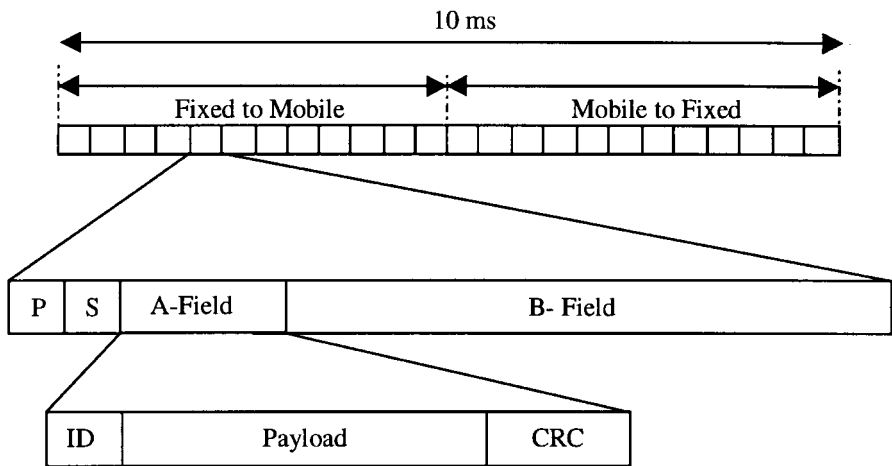 10 ms
Fixed to Mobile Mobile to Fixed
P S A-Field B- Field
ID Payload CRC